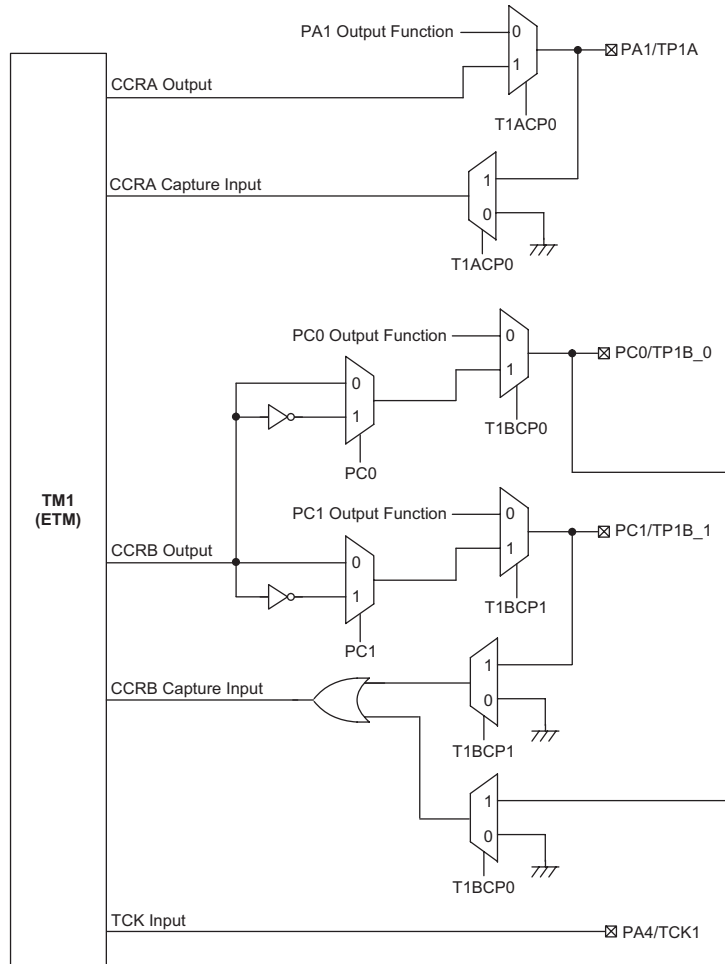 PA1 Output Function
0
1
PA1/TP1A
CCRA Output
T1ACP0
CCRA Capture Input
1
0
T1ACP0
PC0 Output Function
0
1
PC0/TP1B_0
0
1
T1BCP0
PC0
TM1
(ETM)
PC1 Output Function
0
1
PC1/TP1B_1
CCRB Output
0
1
T1BCP1
PC1
CCRB Capture Input
1
0
T1BCP1
1
0
T1BCP0
TCK Input
PA4/TCK1